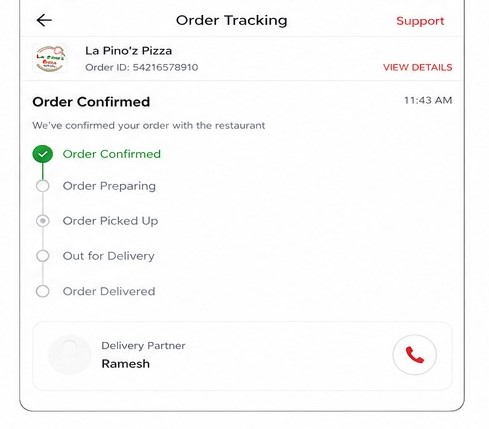 Order Tracking
Support
La Pino'z Pizza
Order ID: 54216578910
VIEW DETAILS
Order Confirmed
11:43 AM
We've confirmed your order with the restaurant
Order Confirmed
Order Preparing
Order Picked Up
Out for Delivery
Order Delivered
Delivery Partner
Ramesh